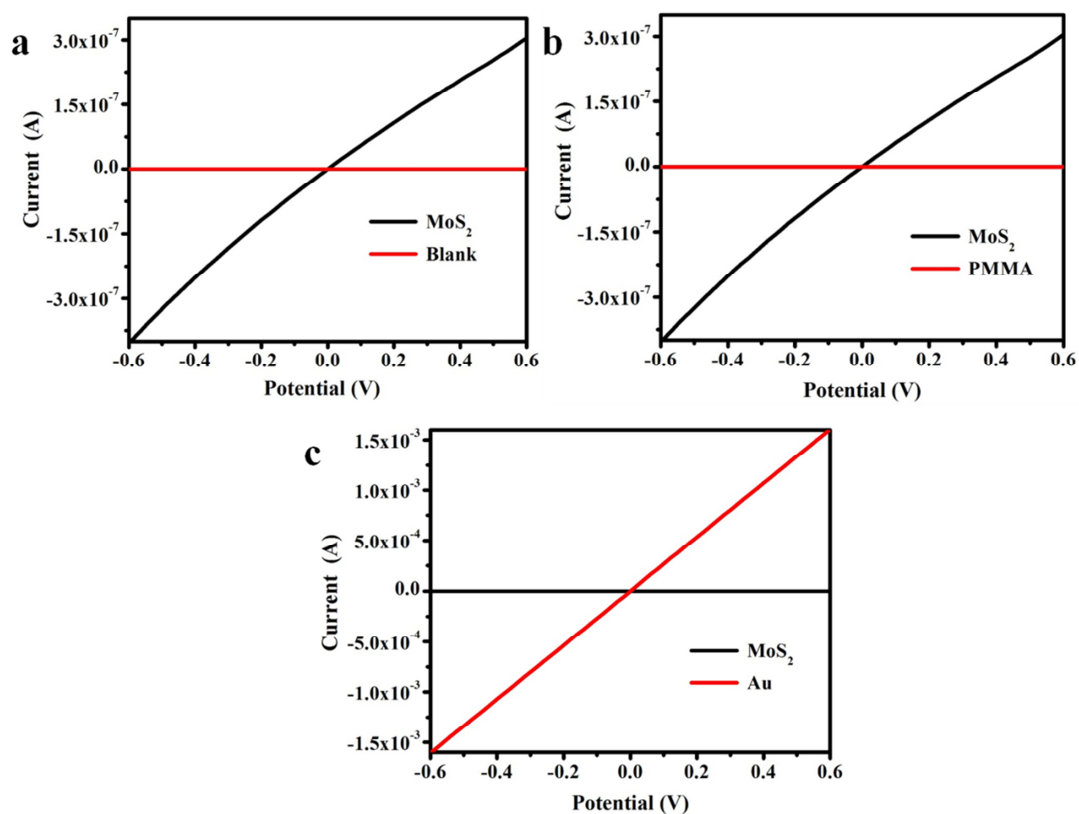 a
3.0x10⁻⁷
1.5x10⁻⁷
0.0
-1.5x10⁻⁷
-3.0x10⁻⁷
Current (A)
MoS₂
Blank
-0.6 -0.4 -0.2 0.0 0.2 0.4 0.6
Potential (V)
b
3.0x10⁻⁷
1.5x10⁻⁷
0.0
-1.5x10⁻⁷
-3.0x10⁻⁷
Current (A)
MoS₂
PMMA
-0.6 -0.4 -0.2 0.0 0.2 0.4 0.6
Potential (V)
c
1.5x10⁻³
1.0x10⁻³
5.0x10⁻⁴
0.0
-5.0x10⁻⁴
-1.0x10⁻³
-1.5x10⁻³
Current (A)
MoS₂
Au
-0.6 -0.4 -0.2 0.0 0.2 0.4 0.6
Potential (V)